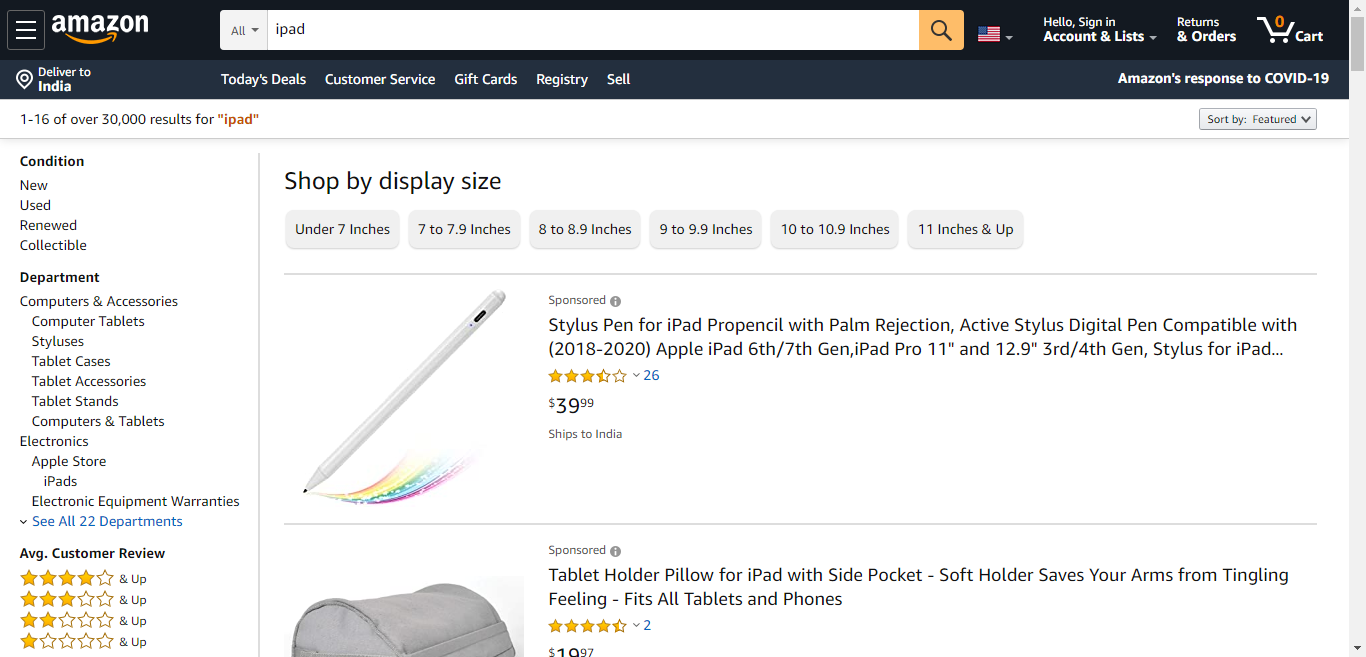 amazon
All
ipad
Hello, Sign in
Account & Lists
Returns
& Orders
0
Cart
Deliver to
India
Today's Deals
Customer Service
Gift Cards
Registry
Sell
Amazon's response to COVID-19
1-16 of over 30,000 results for "ipad"
Sort by: Featured
Condition
New
Used
Renewed
Collectible
Department
Computers & Accessories
Computer Tablets
Styluses
Tablet Cases
Tablet Accessories
Tablet Stands
Computers & Tablets
Electronics
Apple Store
iPads
Electronic Equipment Warranties
See All 22 Departments
Avg. Customer Review
& Up
& Up
& Up
& Up
Shop by display size
Under 7 Inches
7 to 7.9 Inches
8 to 8.9 Inches
9 to 9.9 Inches
10 to 10.9 Inches
11 Inches & Up
Sponsored
Stylus Pen for iPad Propencil with Palm Rejection, Active Stylus Digital Pen Compatible with
(2018-2020) Apple iPad 6th/7th Gen,iPad Pro 11" and 12.9" 3rd/4th Gen, Stylus for iPad...
26
$3999
Ships to India
Sponsored
Tablet Holder Pillow for iPad with Side Pocket - Soft Holder Saves Your Arms from Tingling
Feeling - Fits All Tablets and Phones
2
$1997